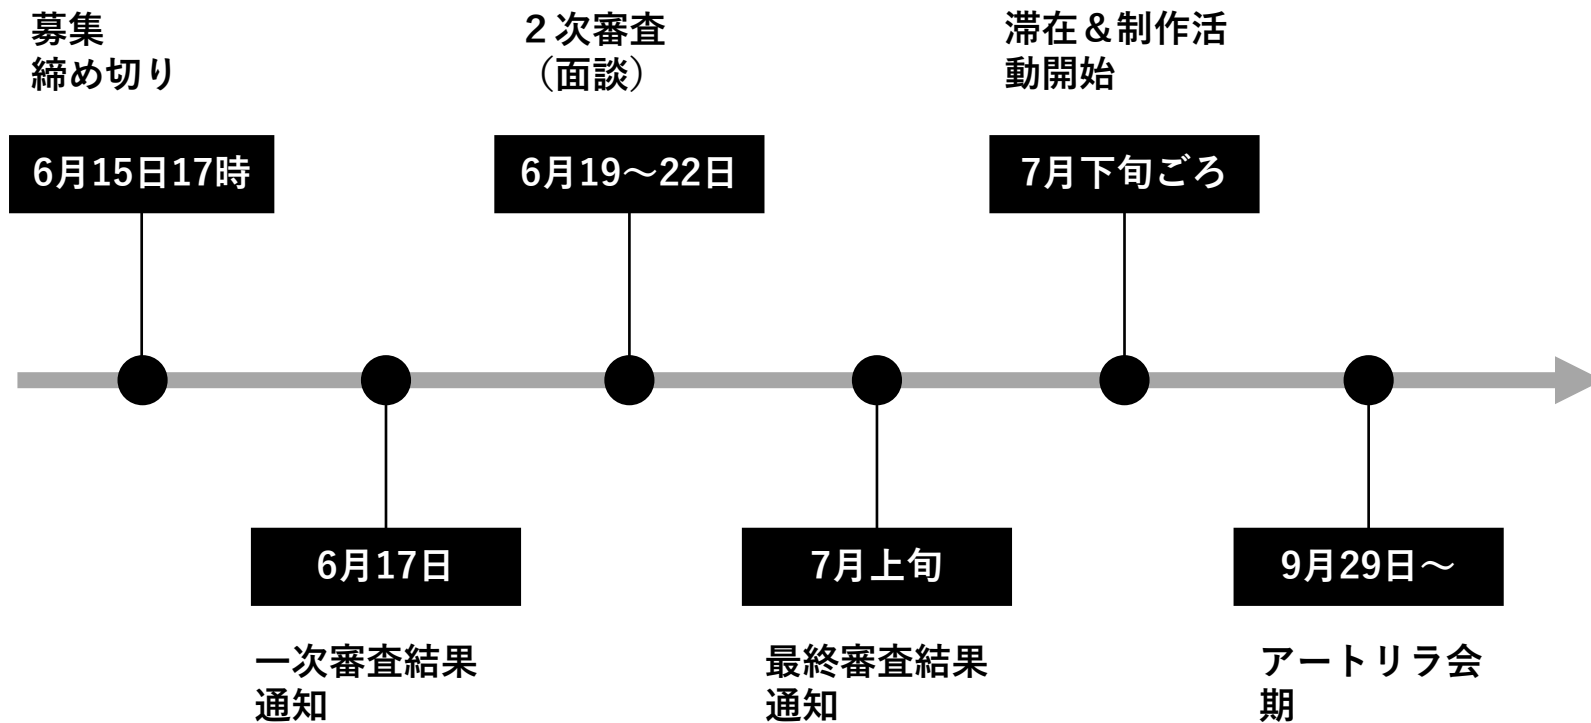 募集
締め切り
6月15日17時
一次審査結果
通知
6月17日
２次審査
（面談）
6月19～22日
最終審査結果
通知
7月上旬
滞在＆制作活
動開始
7月下旬ごろ
アートリラ会
期
9月29日～